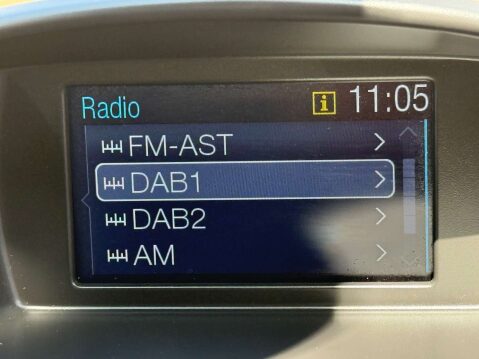 Radio
i 11:05
FM-AST
DAB1
DAB2
AM